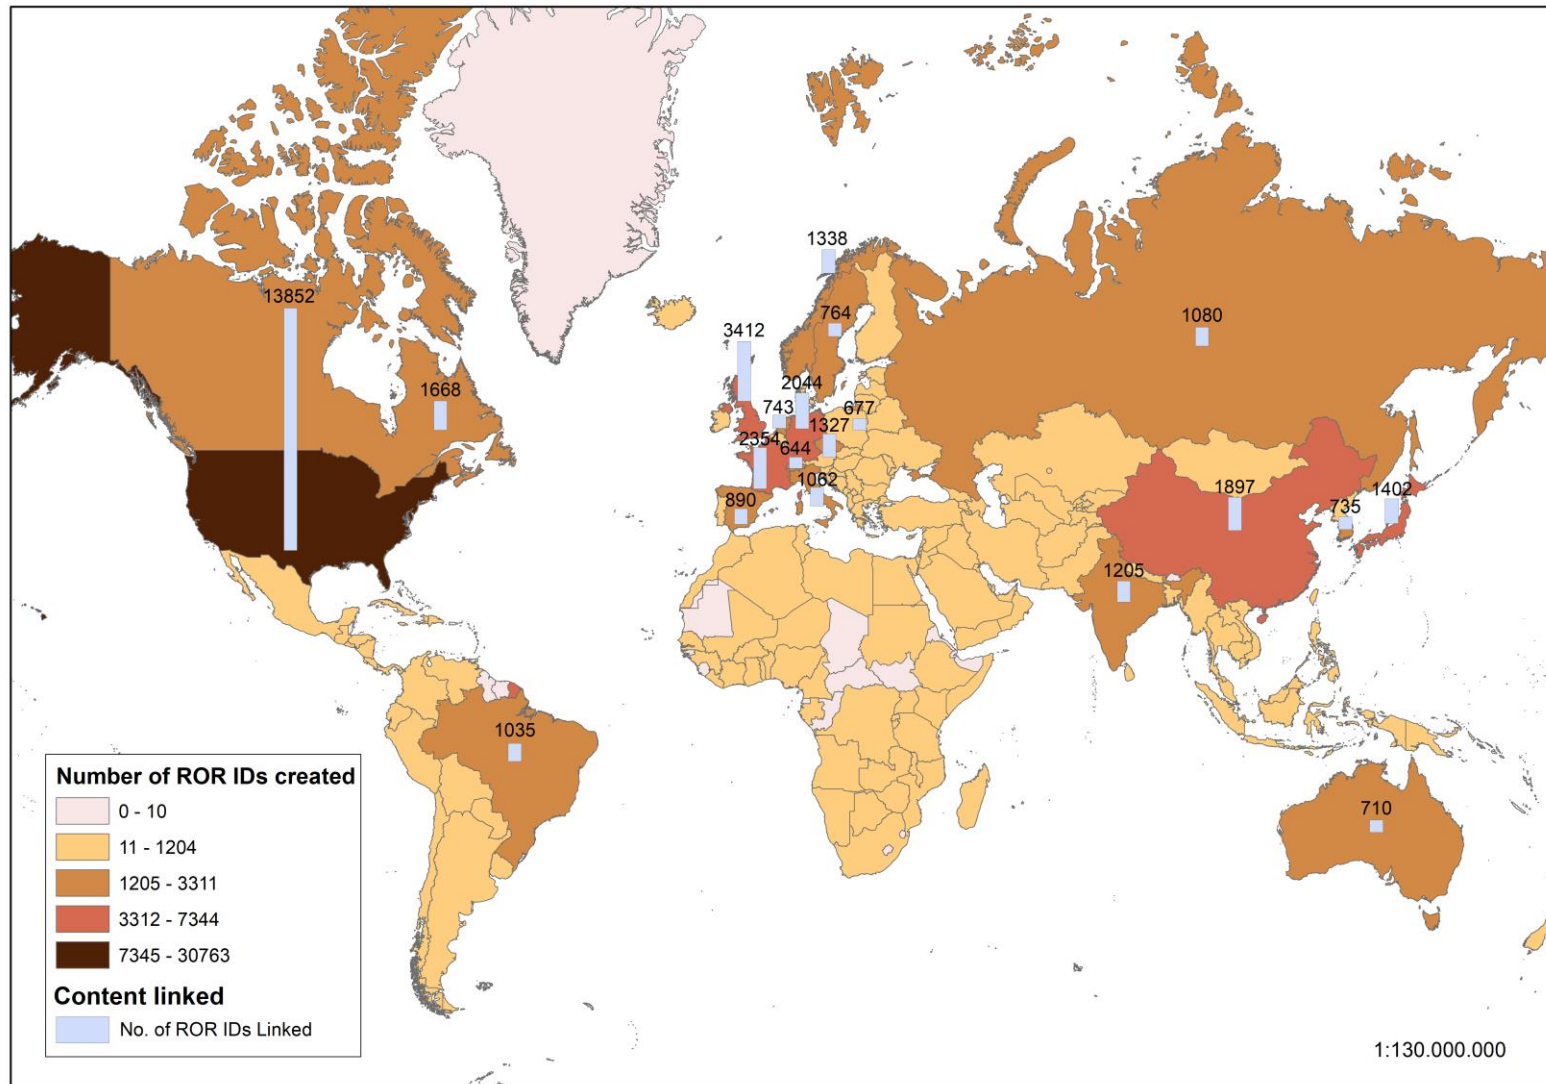 1338
13852
764
1080
3412
1668
2044
743
677
1327
2354
644
1062
890
1897
735
1402
1205
1035
710
Number of ROR IDs created
0 - 10
11 - 1204
1205 - 3311
3312 - 7344
7345 - 30763
Content linked
No. of ROR IDs Linked
1:130.000.000